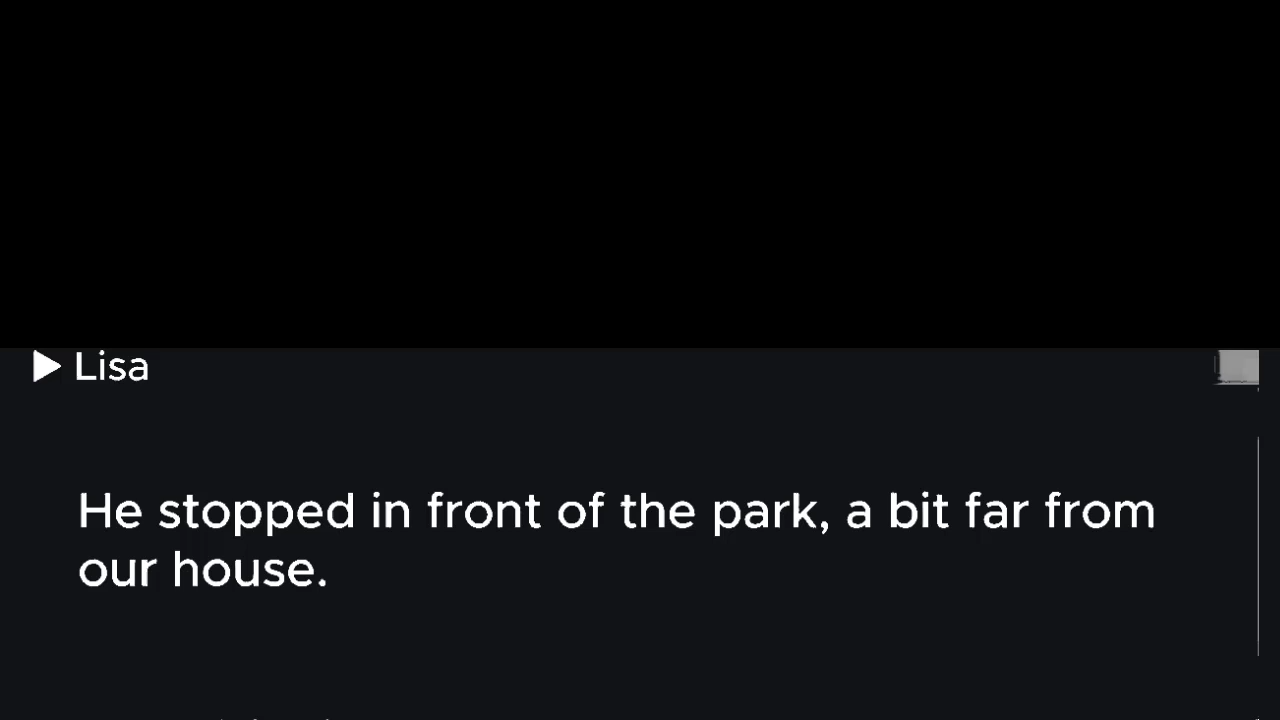 Lisa
He stopped in front of the park, a bit far from
our house.